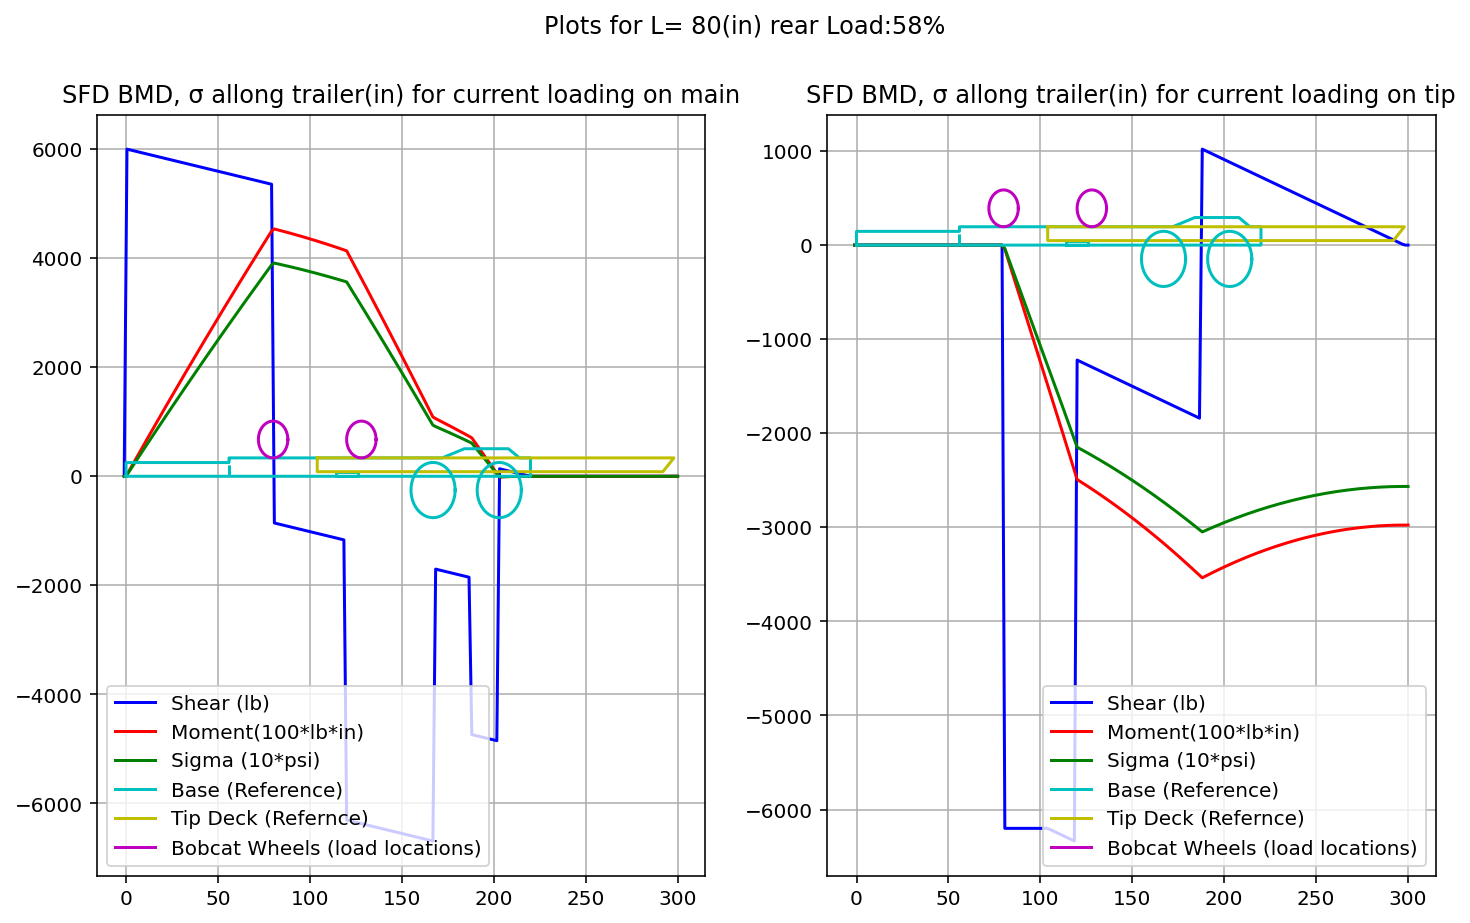 Plots for L= 80(in) rear Load:58%
SFD BMD, σ allong trailer(in) for current loading on main
6000
4000
2000
0
−2000
−4000
−6000
0
50
100
150
200
250
300
Shear (lb)
Moment(100*lb*in)
Sigma (10*psi)
Base (Reference)
Tip Deck (Refernce)
Bobcat Wheels (load locations)
SFD BMD, σ allong trailer(in) for current loading on tip
1000
0
−1000
−2000
−3000
−4000
−5000
−6000
0
50
100
150
200
250
300
Shear (lb)
Moment(100*lb*in)
Sigma (10*psi)
Base (Reference)
Tip Deck (Refernce)
Bobcat Wheels (load locations)